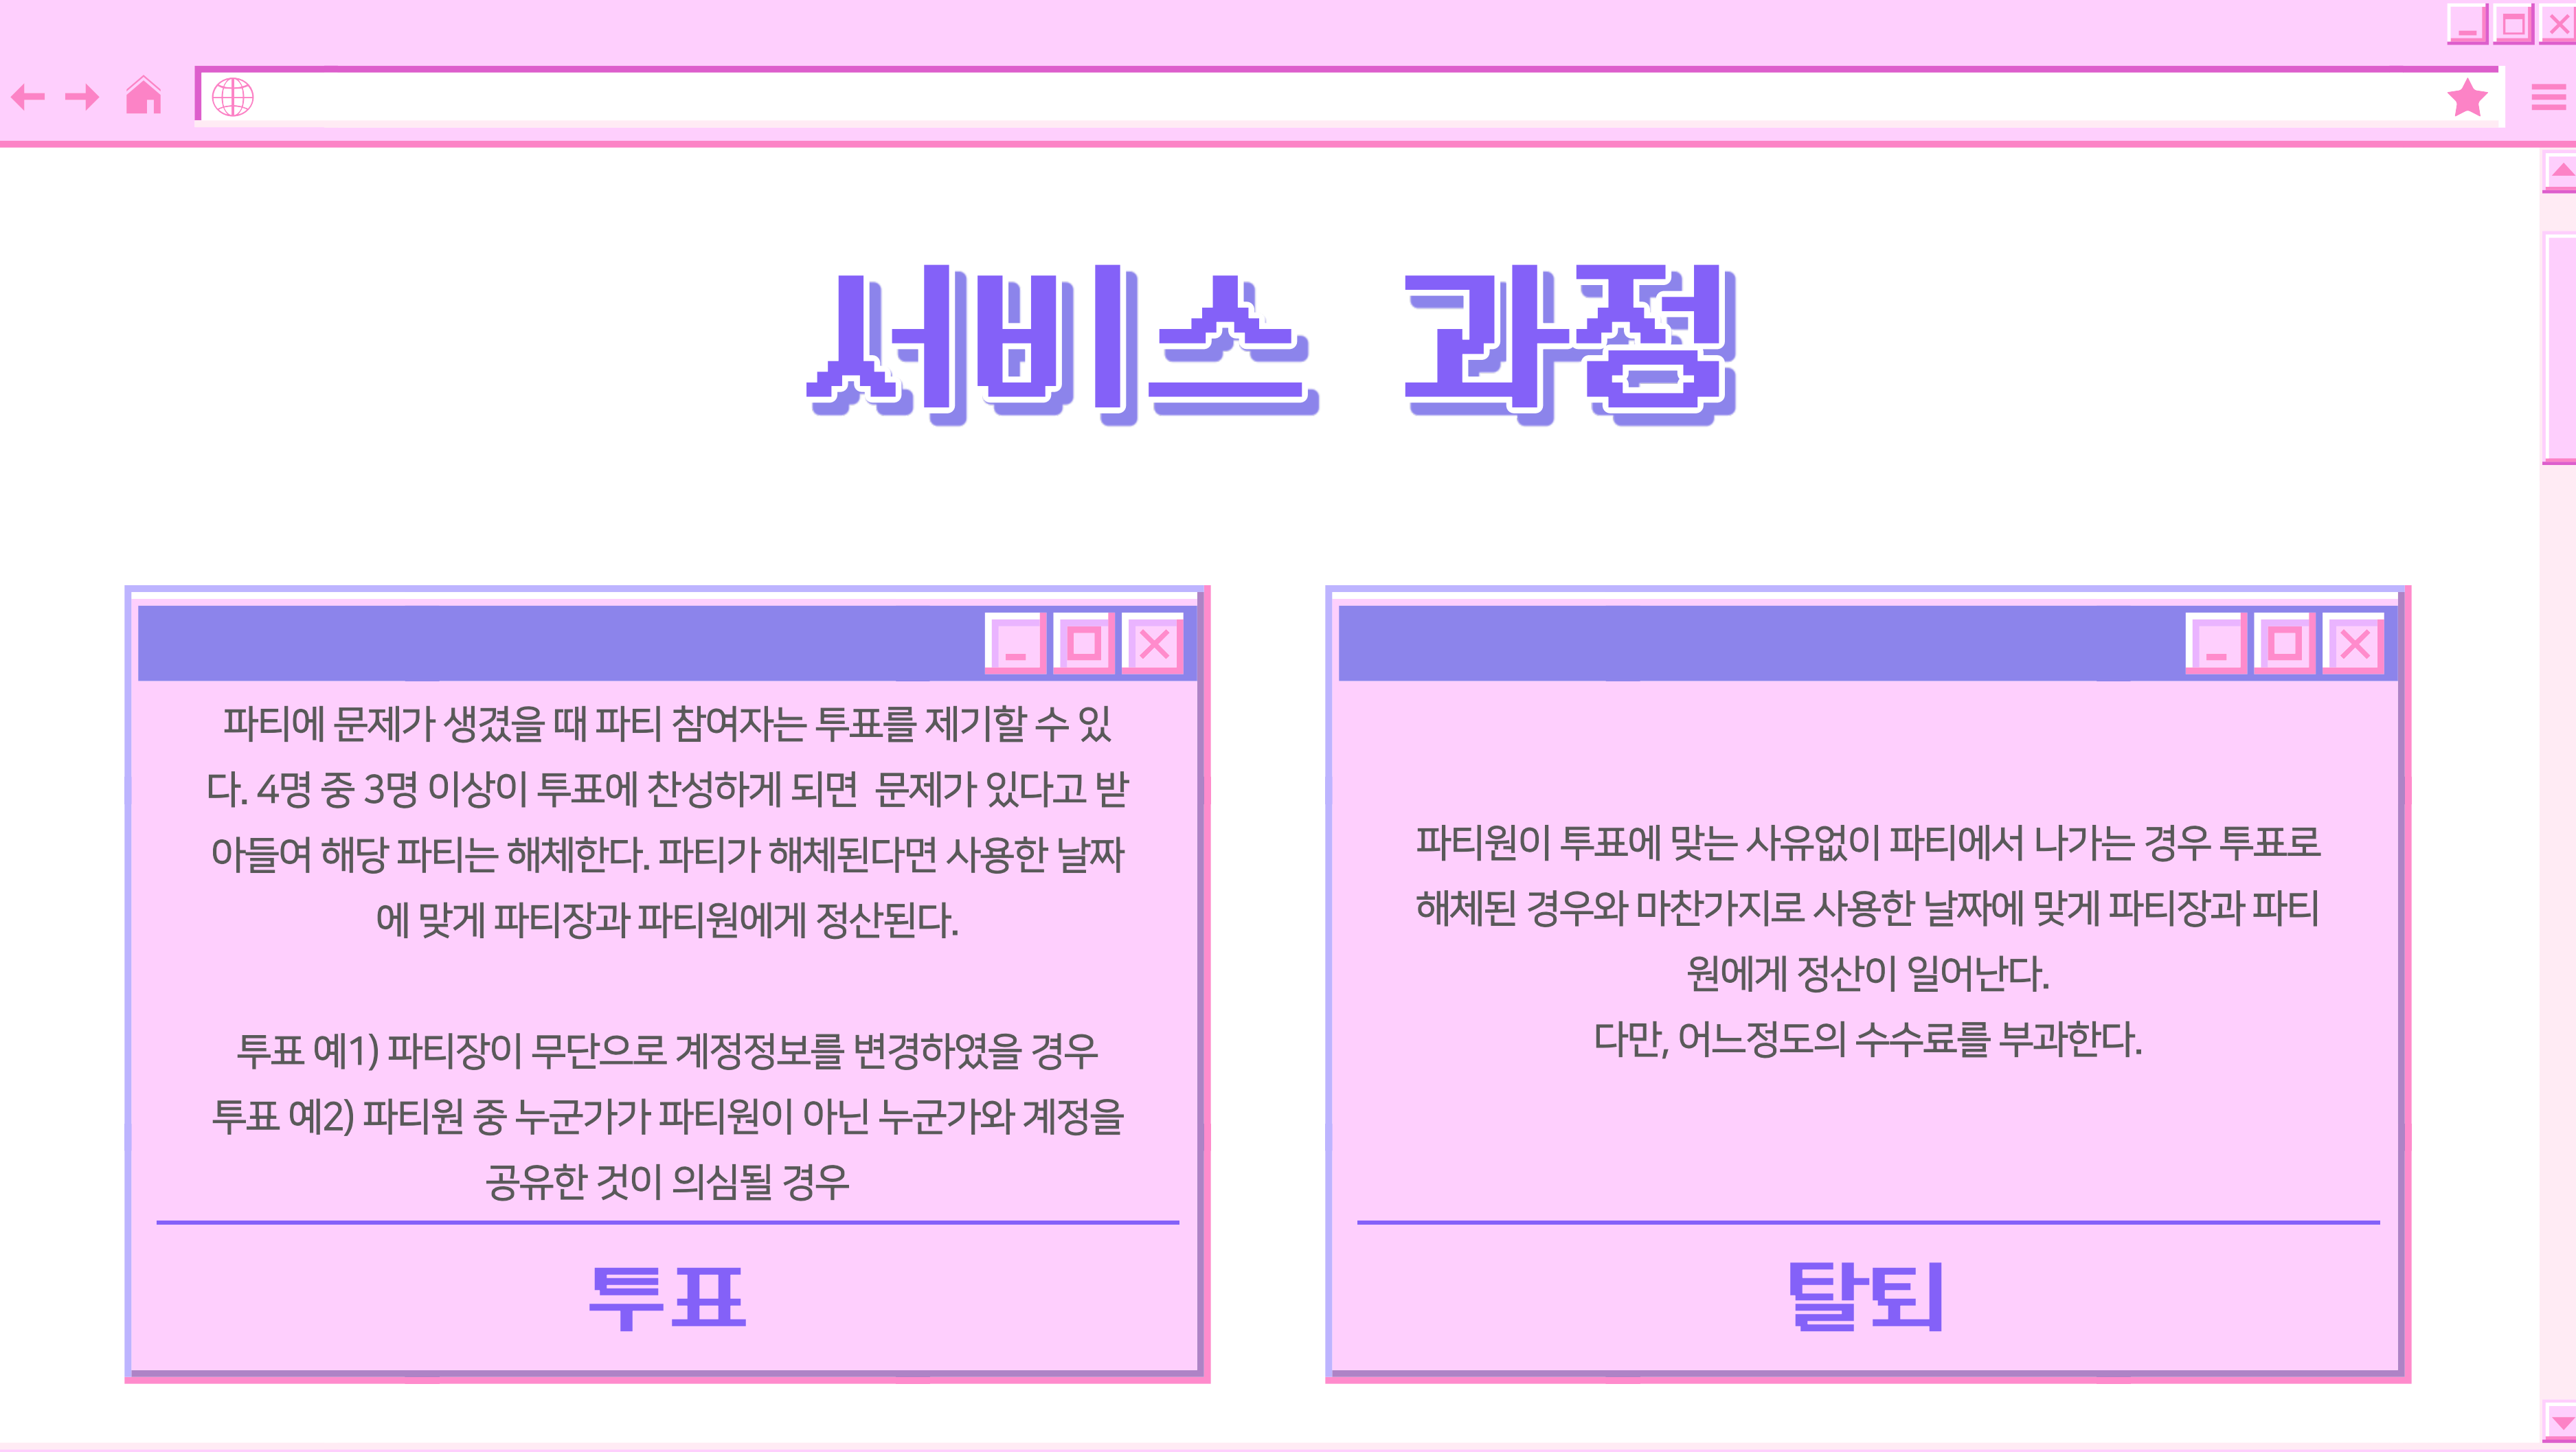 서비스 과정
파티에 문제가 생겼을 때 파티 참여자는 투표를 제기할 수 있
다. 4명 중 3명 이상이 투표에 찬성하게 되면  문제가 있다고 받
아들여 해당 파티는 해체한다. 파티가 해체된다면 사용한 날짜
에 맞게 파티장과 파티원에게 정산된다.
투표 예1) 파티장이 무단으로 계정정보를 변경하였을 경우
투표 예2) 파티원 중 누군가가 파티원이 아닌 누군가와 계정을
공유한 것이 의심될 경우
투표
파티원이 투표에 맞는 사유없이 파티에서 나가는 경우 투표로
해체된 경우와 마찬가지로 사용한 날짜에 맞게 파티장과 파티
원에게 정산이 일어난다.
다만, 어느정도의 수수료를 부과한다.
탈퇴